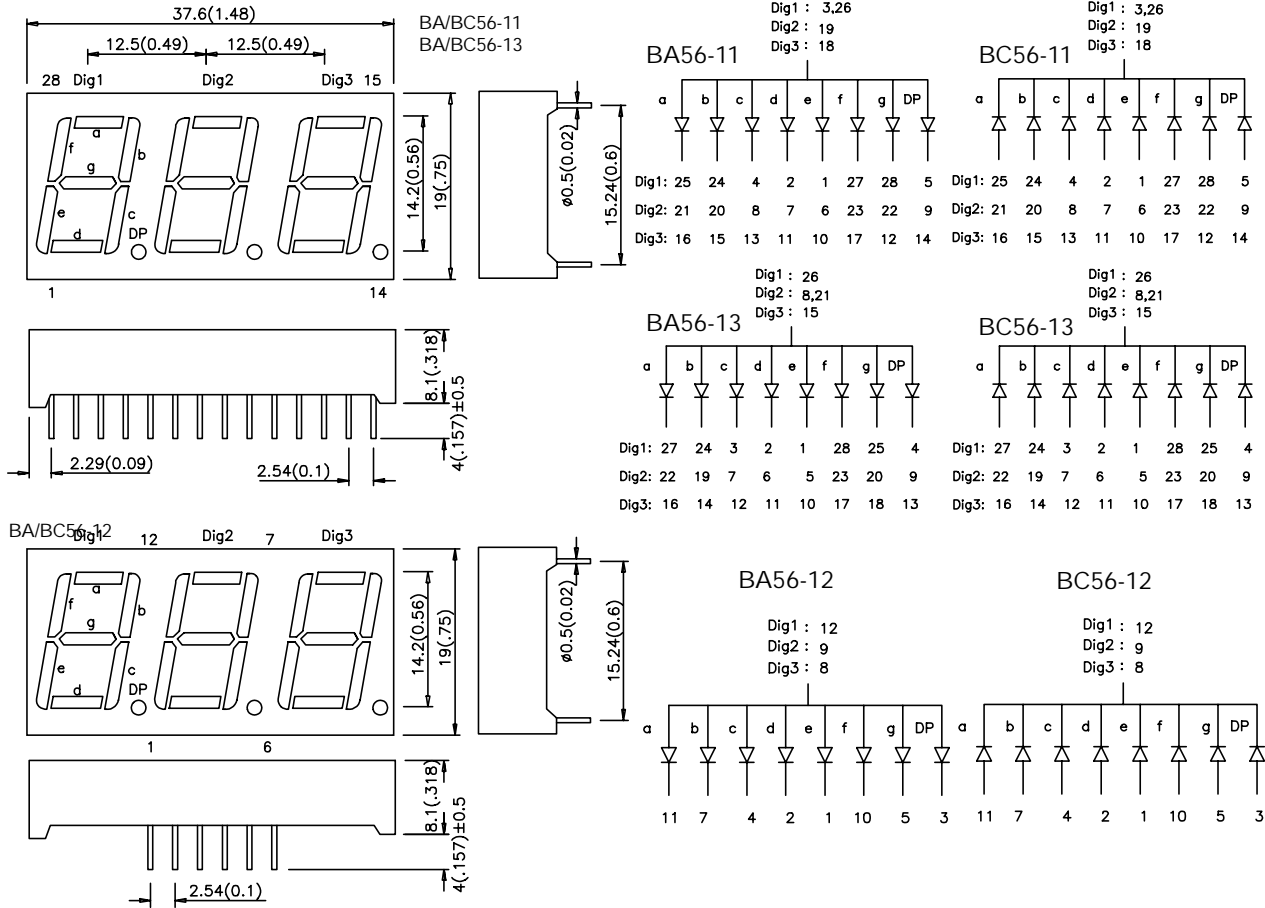 37.6(1.48)
BA/BC56-11
BA/BC56-13
12.5(0.49) 12.5(0.49)
28 Dig1 Dig2 Dig3 15
a
f b
g
e c
d DP
1 14
14.2(0.56)
19(.75)
ø0.5(0.02)
15.24(0.6)
8.1(.318)
4(.157)±0.5
2.29(0.09) 2.54(0.1)
BA56-11
Dig1 : 3,26
Dig2 : 19
Dig3 : 18
a b c d e f g DP
Dig1: 25 24 4 2 1 27 28 5
Dig2: 21 20 8 7 6 23 22 9
Dig3: 16 15 13 11 10 17 12 14
BC56-11
Dig1 : 3,26
Dig2 : 19
Dig3 : 18
a b c d e f g DP
Dig1: 25 24 4 2 1 27 28 5
Dig2: 21 20 8 7 6 23 22 9
Dig3: 16 15 13 11 10 17 12 14
BA56-13
Dig1 : 26
Dig2 : 8,21
Dig3 : 15
a b c d e f g DP
Dig1: 27 24 3 2 1 28 25 4
Dig2: 22 19 7 6 5 23 20 9
Dig3: 16 14 12 11 10 17 18 13
BC56-13
Dig1 : 26
Dig2 : 8,21
Dig3 : 15
a b c d e f g DP
Dig1: 27 24 3 2 1 28 25 4
Dig2: 22 19 7 6 5 23 20 9
Dig3: 16 14 12 11 10 17 18 13
BA/BC56-12
Dig1 12 Dig2 7 Dig3
a
f b
g
e c
d DP
1 6
14.2(0.56)
19(.75)
ø0.5(0.02)
15.24(0.6)
8.1(.318)
4(.157)±0.5
2.54(0.1)
BA56-12
Dig1 : 12
Dig2 : 9
Dig3 : 8
a b c d e f g DP
11 7 4 2 1 10 5 3
BC56-12
Dig1 : 12
Dig2 : 9
Dig3 : 8
a b c d e f g DP
11 7 4 2 1 10 5 3